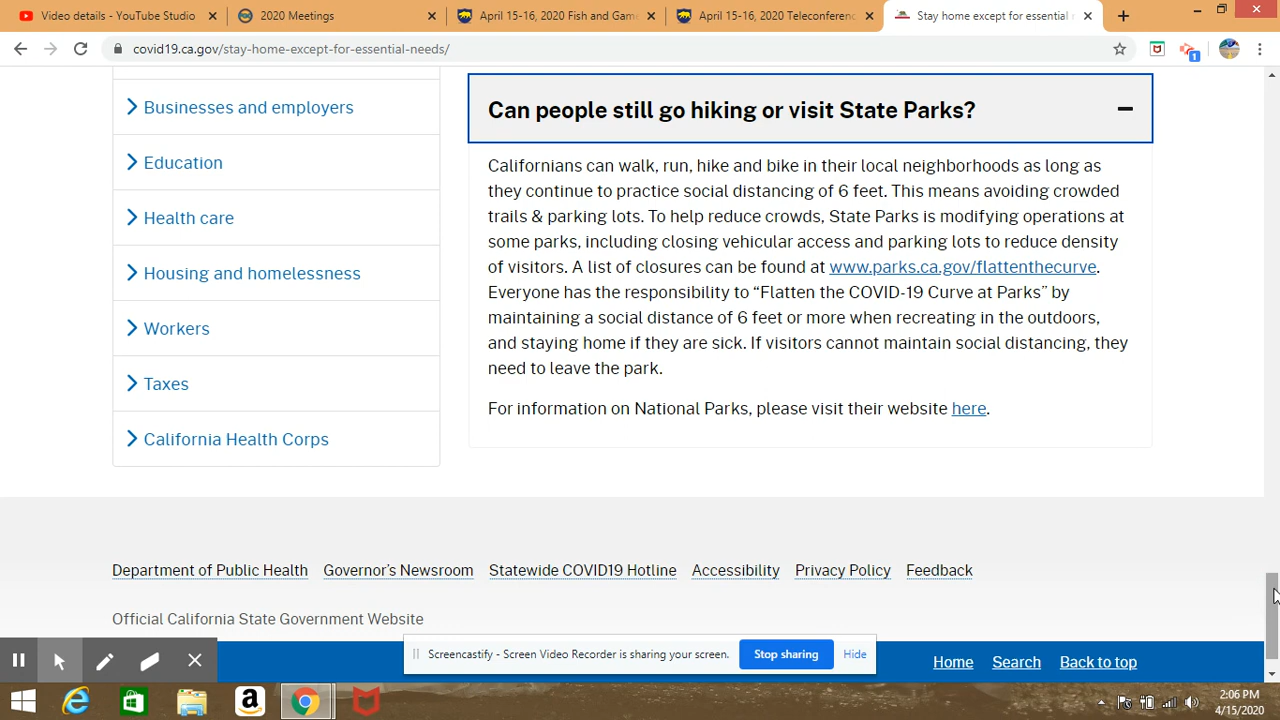 Video details - YouTube Studio
2020 Meetings
April 15-16, 2020 Fish and Game
April 15-16, 2020 Teleconferenc
Stay home except for essential
covid19.ca.gov/stay-home-except-for-essential-needs/
1
Businesses and employers
Education
Health care
Housing and homelessness
Workers
Taxes
California Health Corps
Can people still go hiking or visit State Parks?
Californians can walk, run, hike and bike in their local neighborhoods as long as
they continue to practice social distancing of 6 feet. This means avoiding crowded
trails & parking lots. To help reduce crowds, State Parks is modifying operations at
some parks, including closing vehicular access and parking lots to reduce density
of visitors. A list of closures can be found at www.parks.ca.gov/flattenthecurve.
Everyone has the responsibility to “Flatten the COVID-19 Curve at Parks” by
maintaining a social distance of 6 feet or more when recreating in the outdoors,
and staying home if they are sick. If visitors cannot maintain social distancing, they
need to leave the park.
For information on National Parks, please visit their website here.
Department of Public Health Governor’s Newsroom Statewide COVID19 Hotline Accessibility Privacy Policy Feedback
Official California State Government Website
Screencastify - Screen Video Recorder is sharing your screen. Stop sharing Hide
Home Search Back to top
2:06 PM
4/15/2020